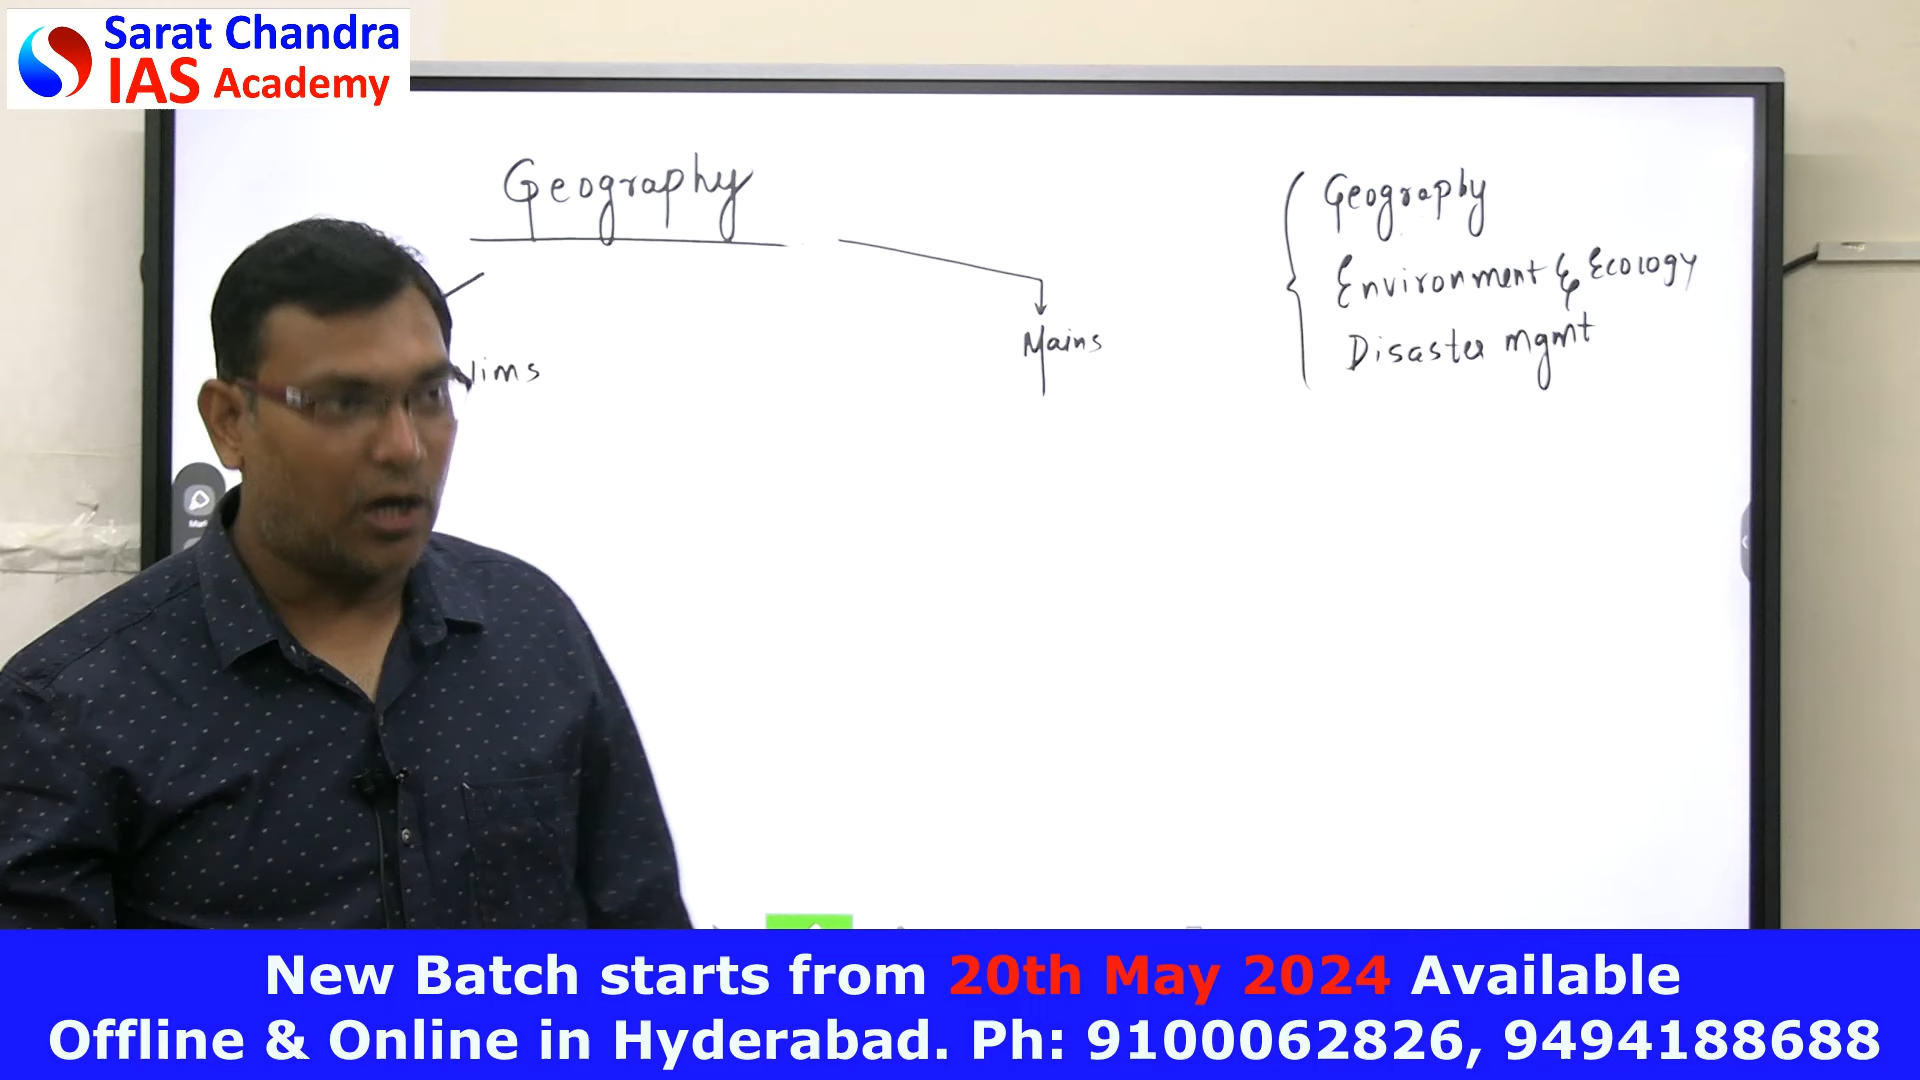 Sarat Chandra
IAS Academy
Geography
Mains
Geography
Environment & Ecology
Disaster mgmt
New Batch starts from 20th May 2024 Available
Offline & Online in Hyderabad. Ph: 9100062826, 9494188688